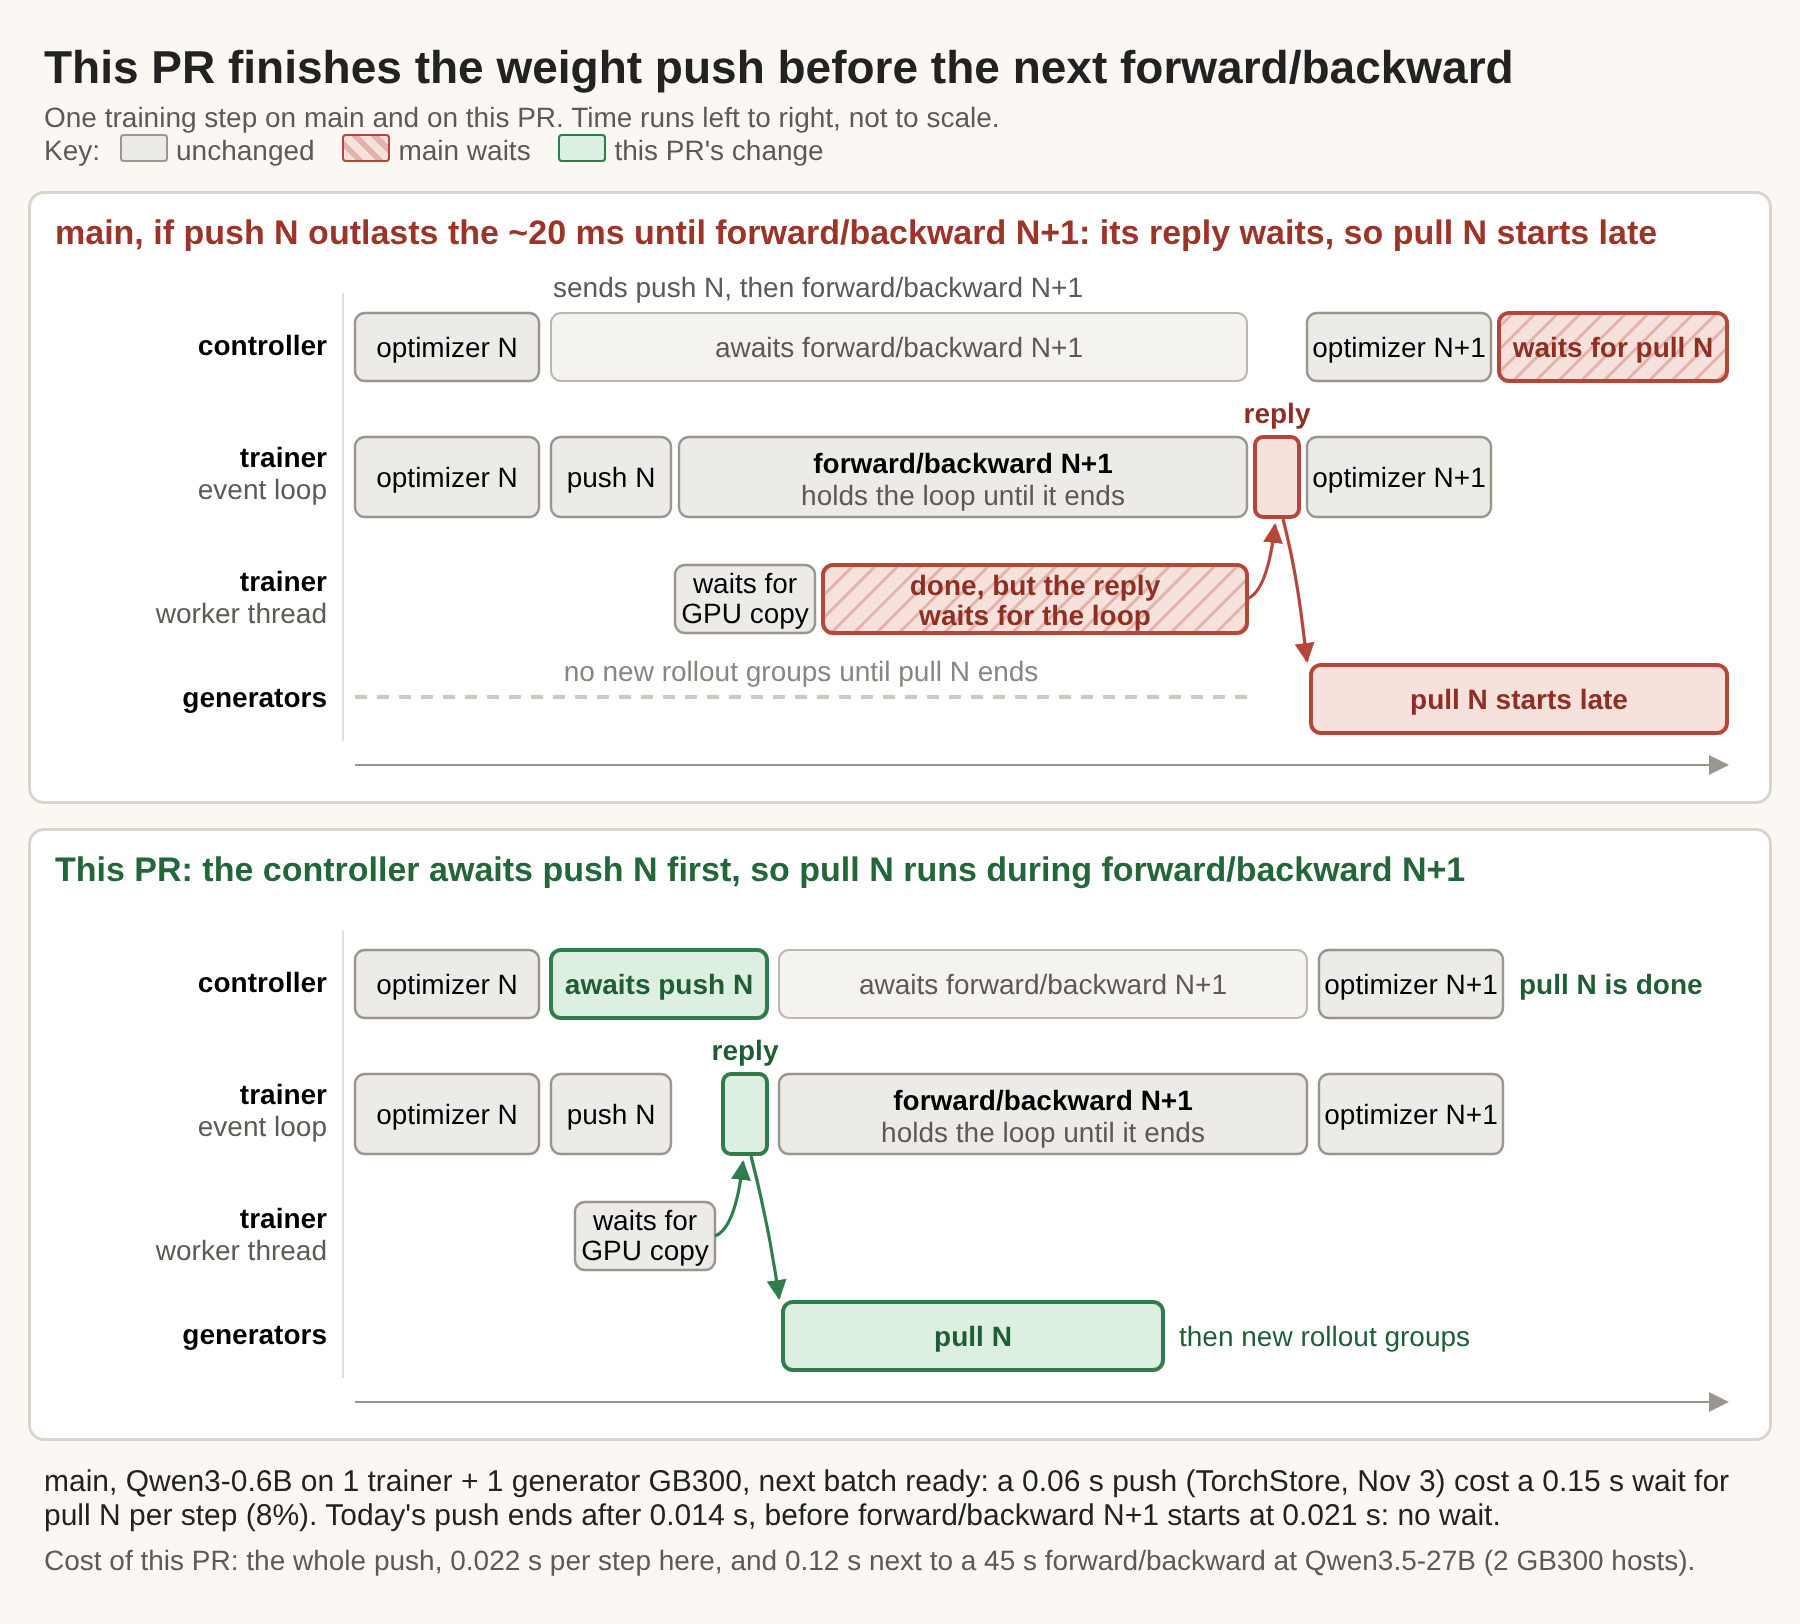 This PR finishes the weight push before the next forward/backward
One training step on main and on this PR. Time runs left to right, not to scale.
Key: unchanged main waits this PR's change
main, if push N outlasts the ~20 ms until forward/backward N+1: its reply waits, so pull N starts late
sends push N, then forward/backward N+1
controller
optimizer N
awaits forward/backward N+1
optimizer N+1
waits for pull N
reply
trainer
event loop
optimizer N
push N
forward/backward N+1
holds the loop until it ends
optimizer N+1
trainer
worker thread
waits for
GPU copy
done, but the reply
waits for the loop
no new rollout groups until pull N ends
generators
pull N starts late
This PR: the controller awaits push N first, so pull N runs during forward/backward N+1
controller
optimizer N
awaits push N
awaits forward/backward N+1
optimizer N+1
pull N is done
reply
trainer
event loop
optimizer N
push N
forward/backward N+1
holds the loop until it ends
optimizer N+1
trainer
worker thread
waits for
GPU copy
generators
pull N
then new rollout groups
main, Qwen3-0.6B on 1 trainer + 1 generator GB300, next batch ready: a 0.06 s push (TorchStore, Nov 3) cost a 0.15 s wait for
pull N per step (8%). Today's push ends after 0.014 s, before forward/backward N+1 starts at 0.021 s: no wait.
Cost of this PR: the whole push, 0.022 s per step here, and 0.12 s next to a 45 s forward/backward at Qwen3.5-27B (2 GB300 hosts).